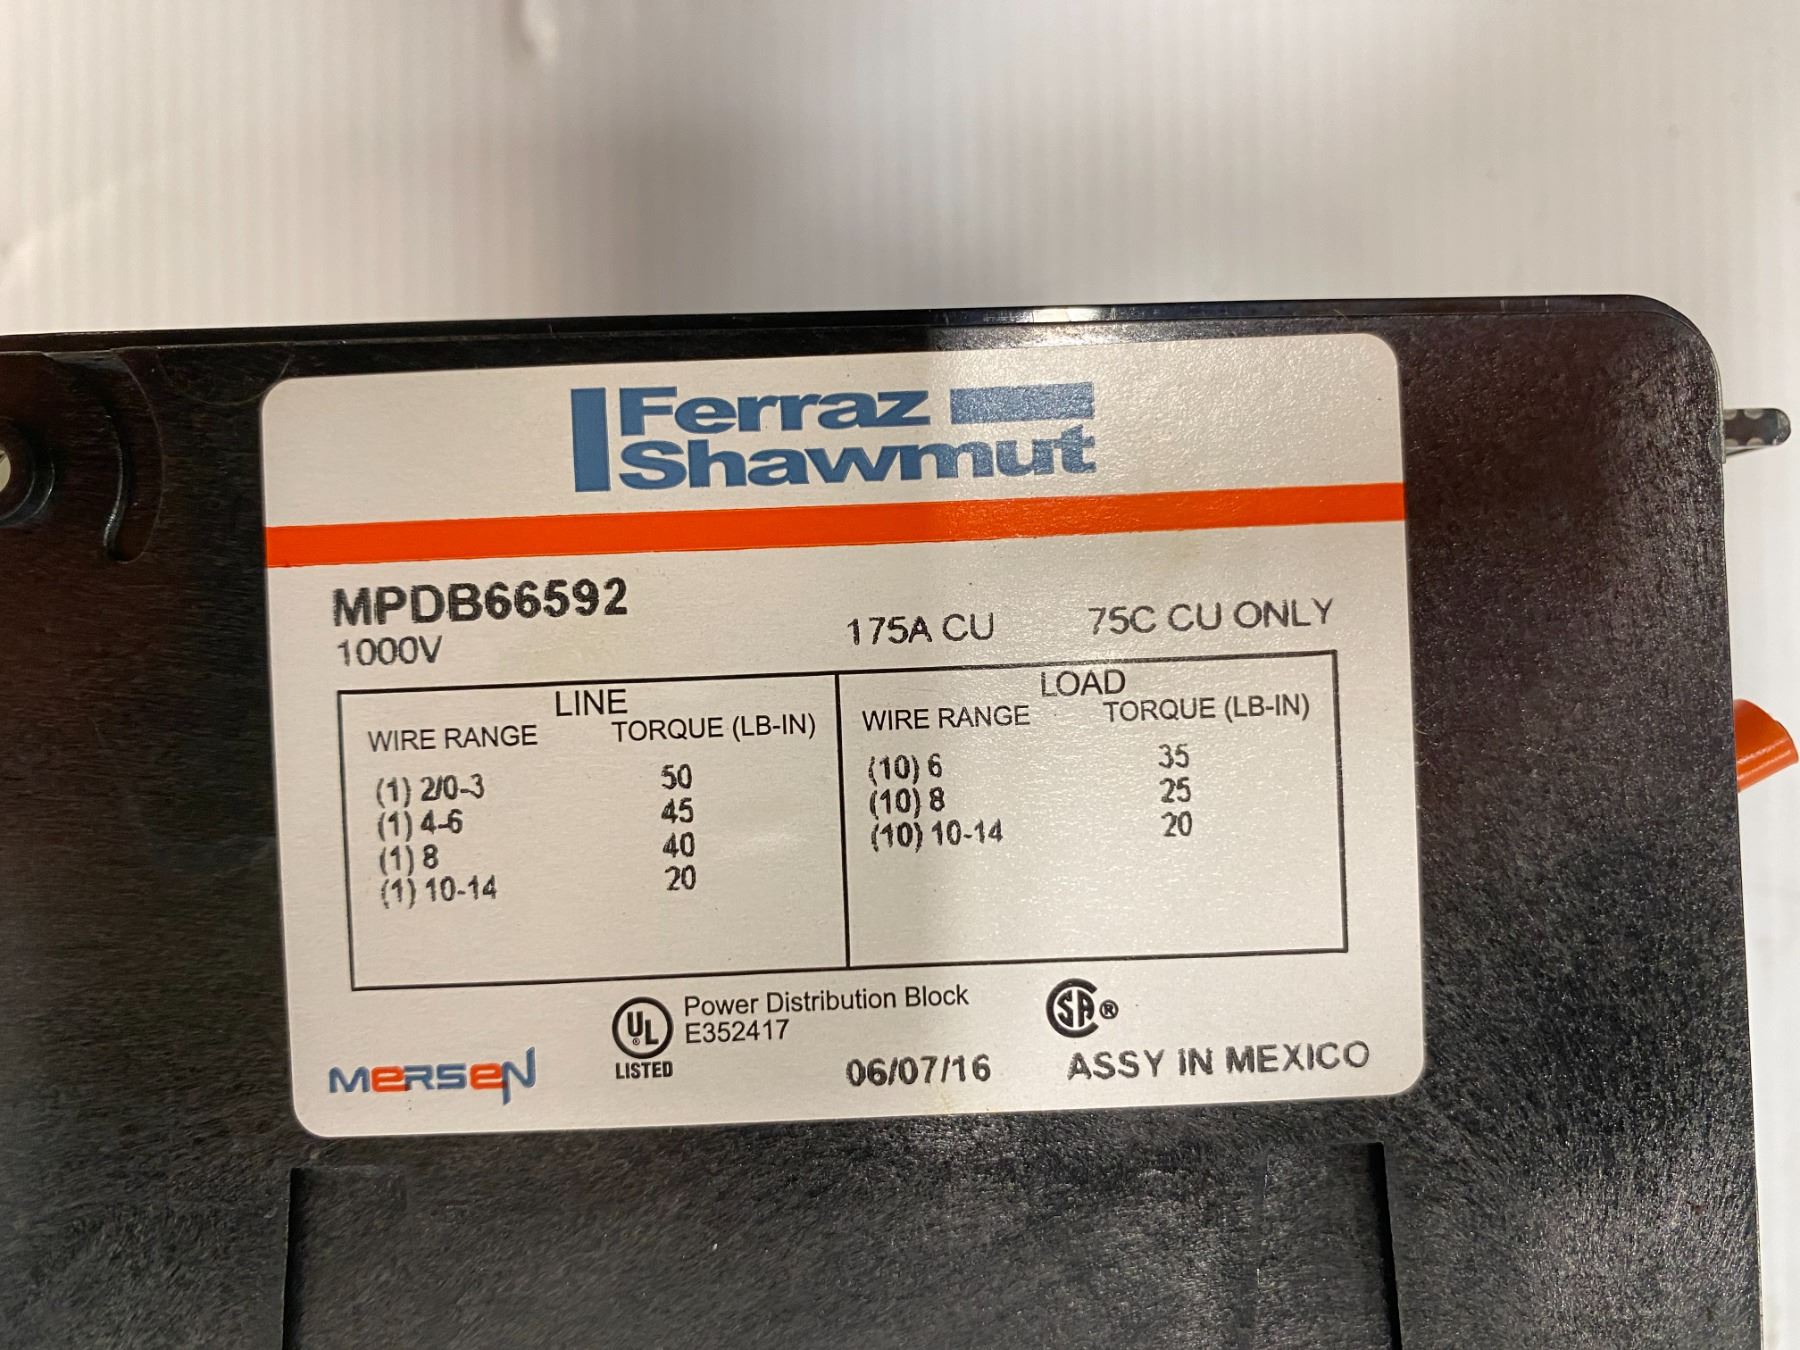 Ferraz
Shawmut
MPDB66592
1000V
175A CU
75C CU ONLY
LINE
WIRE RANGE TORQUE (LB-IN)
(1) 2/0-3 50
(1) 4-6 45
(1) 8 40
(1) 10-14 20
LOAD
WIRE RANGE TORQUE (LB-IN)
(10) 6 35
(10) 8 25
(10) 10-14 20
UL ®
LISTED
Power Distribution Block
E352417
SA ®
MERSEN
06/07/16
ASSY IN MEXICO